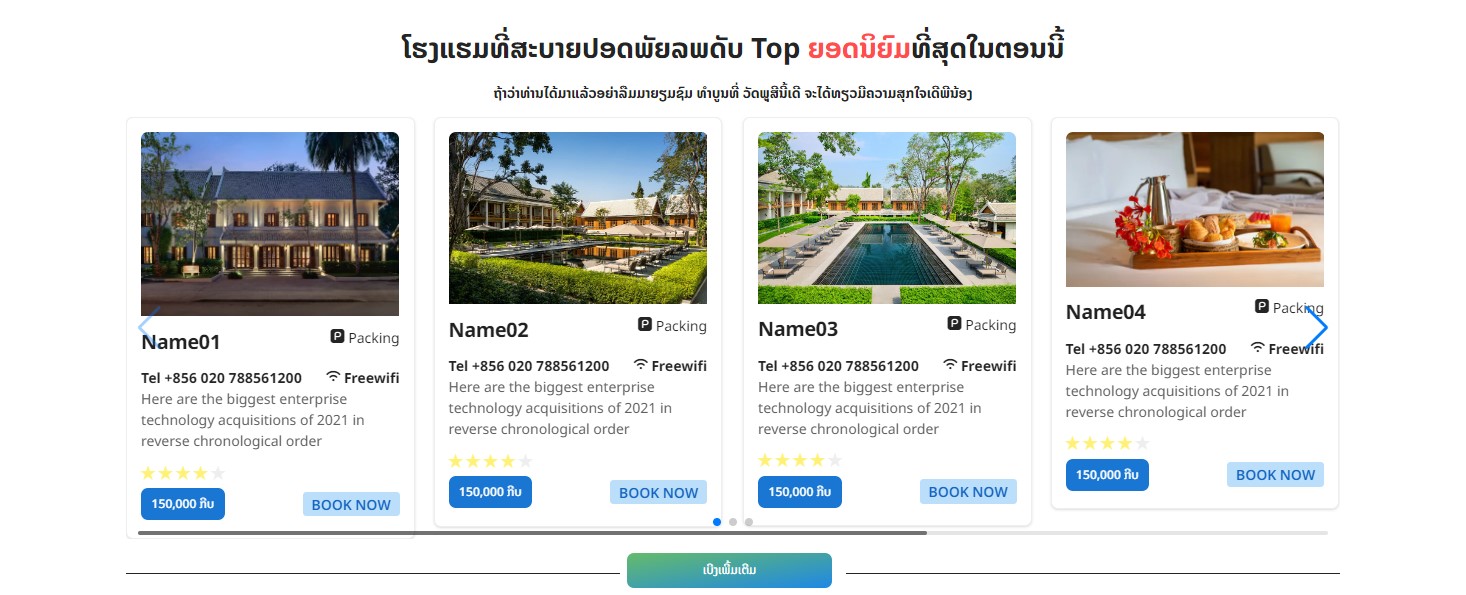 ໂຮງແຮມທີ່ສະບາຍປອດພັຍລພດັບ Top ຍອດນິຍົມທີ່ສຸດໃນຕອນນີ້
ຖ້າວ່າທ່ານໄດ້ມາແລ້ວອຍ່າລືມມາຍຽມຊົມ ທຳບູນທີ່ ວັດພູສີນີ້ເດີ ຈະໄດ້ທຽວມີຄວາມສຸກໃຈເດີພີນ້ອງ
Name01
P Packing
Tel +856 020 788561200
Freewifi
Here are the biggest enterprise
technology acquisitions of 2021 in
reverse chronological order
150,000 ກີບ
BOOK NOW
Name02
P Packing
Tel +856 020 788561200
Freewifi
Here are the biggest enterprise
technology acquisitions of 2021 in
reverse chronological order
150,000 ກີບ
BOOK NOW
Name03
P Packing
Tel +856 020 788561200
Freewifi
Here are the biggest enterprise
technology acquisitions of 2021 in
reverse chronological order
150,000 ກີບ
BOOK NOW
Name04
P Packing
Tel +856 020 788561200
Freewifi
Here are the biggest enterprise
technology acquisitions of 2021 in
reverse chronological order
150,000 ກີບ
BOOK NOW
ເບິງເພີ້ມເຕີມ